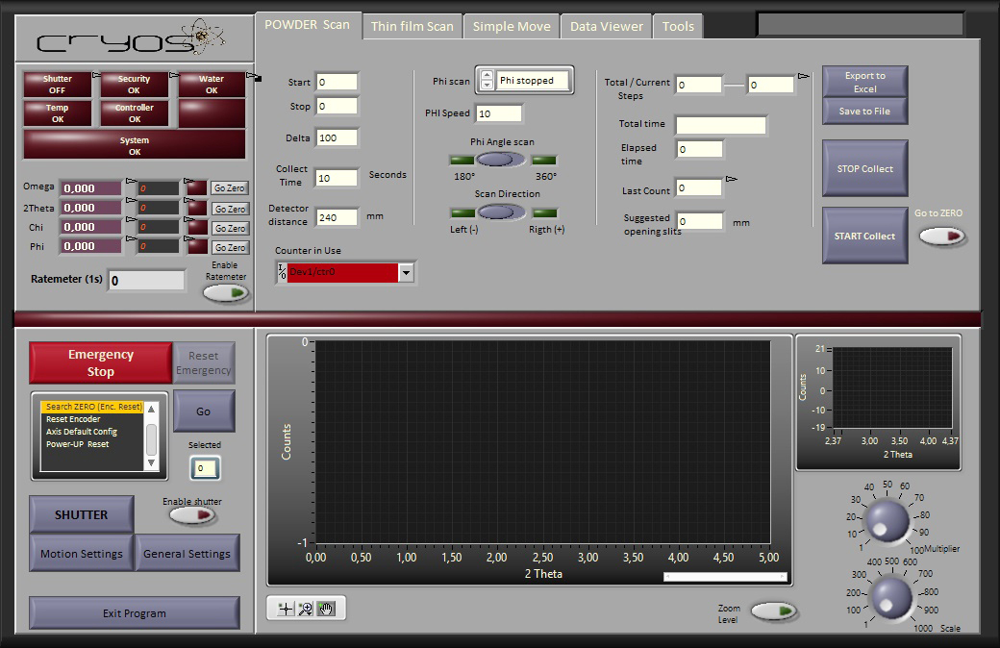 cryos
POWDER Scan
Thin film Scan
Simple Move
Data Viewer
Tools
Shutter
OFF
Security
OK
Water
OK
Temp
OK
Controller
OK
System
OK
Omega 0,000 0 Go Zero
2Theta 0,000 0 Go Zero
Chi 0,000 0 Go Zero
Phi 0,000 0 Go Zero
Ratemeter (1s) 0
Enable
Ratemeter
Start 0
Stop 0
Delta 100
Collect
Time 10 Seconds
Detector
distance 240 mm
Counter in Use
I/O Dev1/ctr0
Phi scan Phi stopped
PHI Speed 10
Phi Angle scan
180° 360°
Scan Direction
Left (-) Rigth (+)
Total / Current
Steps 0 0
Total time
Elapsed
time 0
Last Count 0
Suggested
opening slits 0 mm
Export to
Excel
Save to File
STOP Collect
START Collect
Go to ZERO
Emergency
Stop
Reset
Emergency
Search ZERO (Enc. Reset)
Reset Encoder
Axis Default Config
Power-UP Reset
Go
Selected
0
SHUTTER
Enable shutter
Motion Settings
General Settings
Exit Program
0
Counts
-1
0,00 0,50 1,00 1,50 2,00 2,50 3,00 3,50 4,00 4,50 5,00
2 Theta
Zoom
Level
21
10
0
-10
-19
Counts
2,37 3,00 3,50 4,00 4,37
2 Theta
1 10 20 30 40 50 60 70 80 90 100
Multiplier
1 100 200 300 400 500 600 700 800 900 1000
Scale